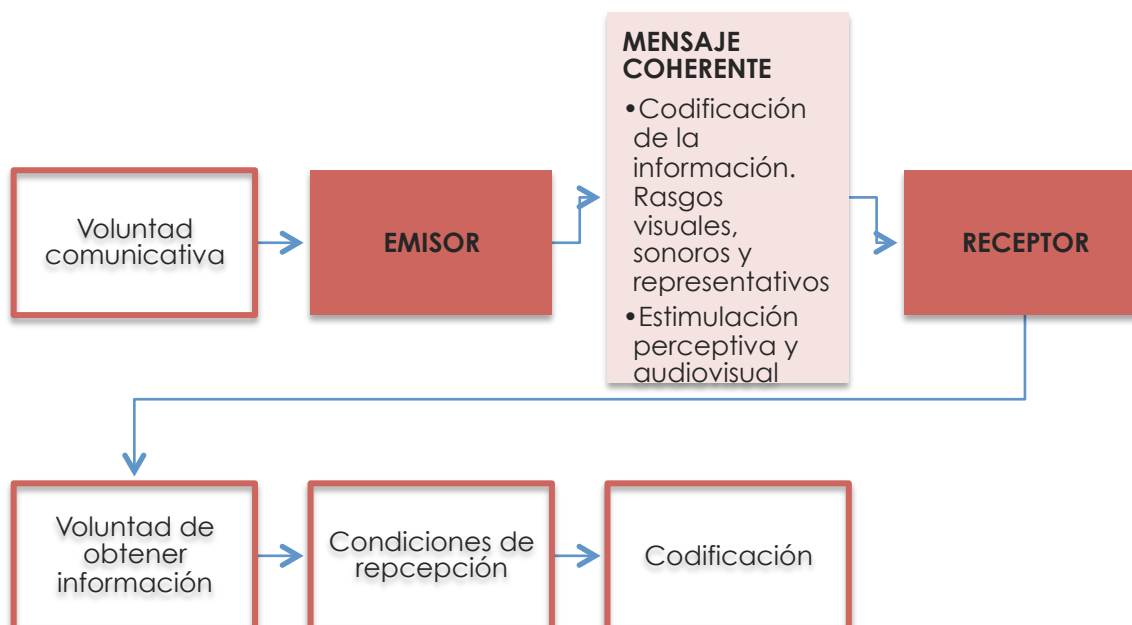 Voluntad
comunicativa
EMISOR
MENSAJE
COHERENTE
•Codificación
de la
información.
Rasgos
visuales,
sonoros y
representativos
•Estimulación
perceptiva y
audiovisual
RECEPTOR
Voluntad de
obtener
información
Condiciones de
repcepción
Codificación